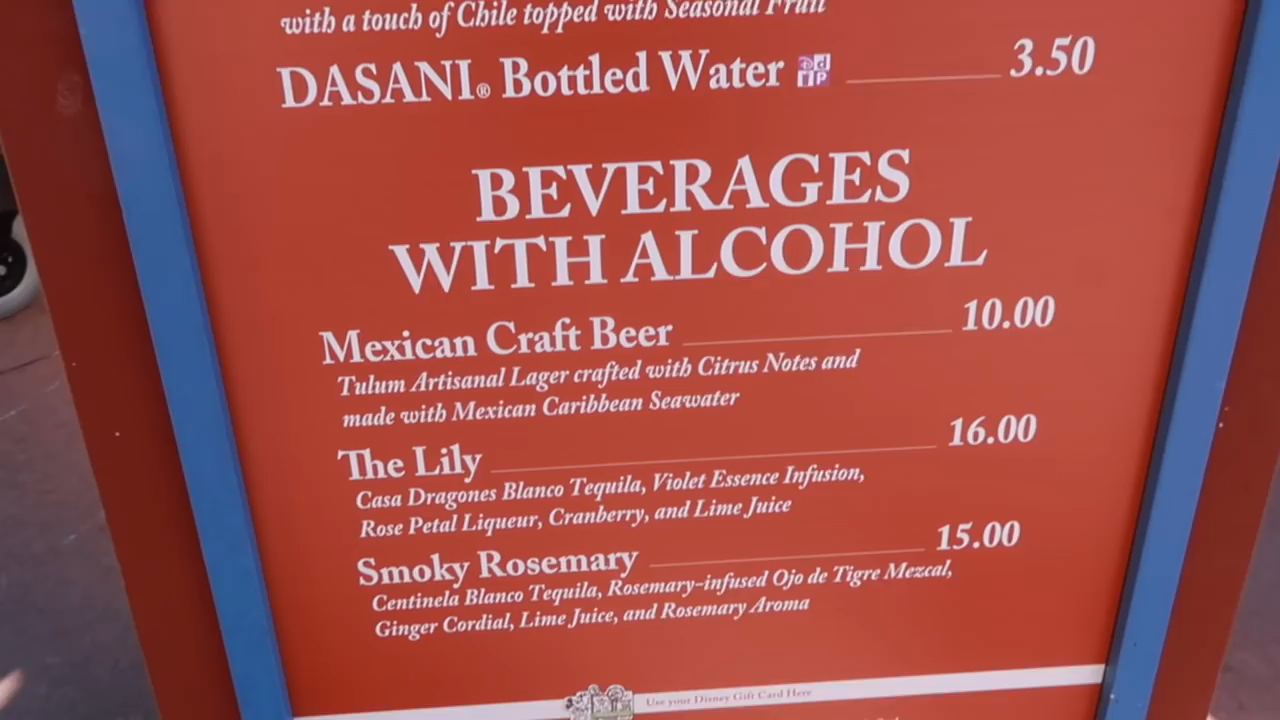 with a touch of Chile topped with Seasonal Fruit
DASANI® Bottled Water 3.50
BEVERAGES
WITH ALCOHOL
Mexican Craft Beer 10.00
Tulum Artisanal Lager crafted with Citrus Notes and
made with Mexican Caribbean Seawater
The Lily 16.00
Casa Dragones Blanco Tequila, Violet Essence Infusion,
Rose Petal Liqueur, Cranberry, and Lime Juice
Smoky Rosemary 15.00
Centinela Blanco Tequila, Rosemary-infused Ojo de Tigre Mezcal,
Ginger Cordial, Lime Juice, and Rosemary Aroma
Use your Disney Gift Card Here